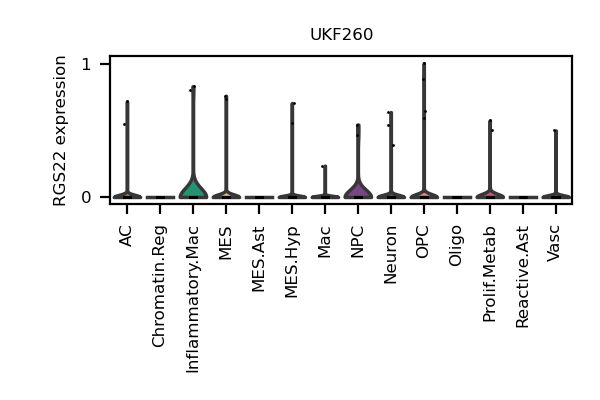 UKF260
RGS22 expression
1
0
AC
Chromatin.Reg
Inflammatory.Mac
MES
MES.Ast
MES.Hyp
Mac
NPC
Neuron
OPC
Oligo
Prolif.Metab
Reactive.Ast
Vasc